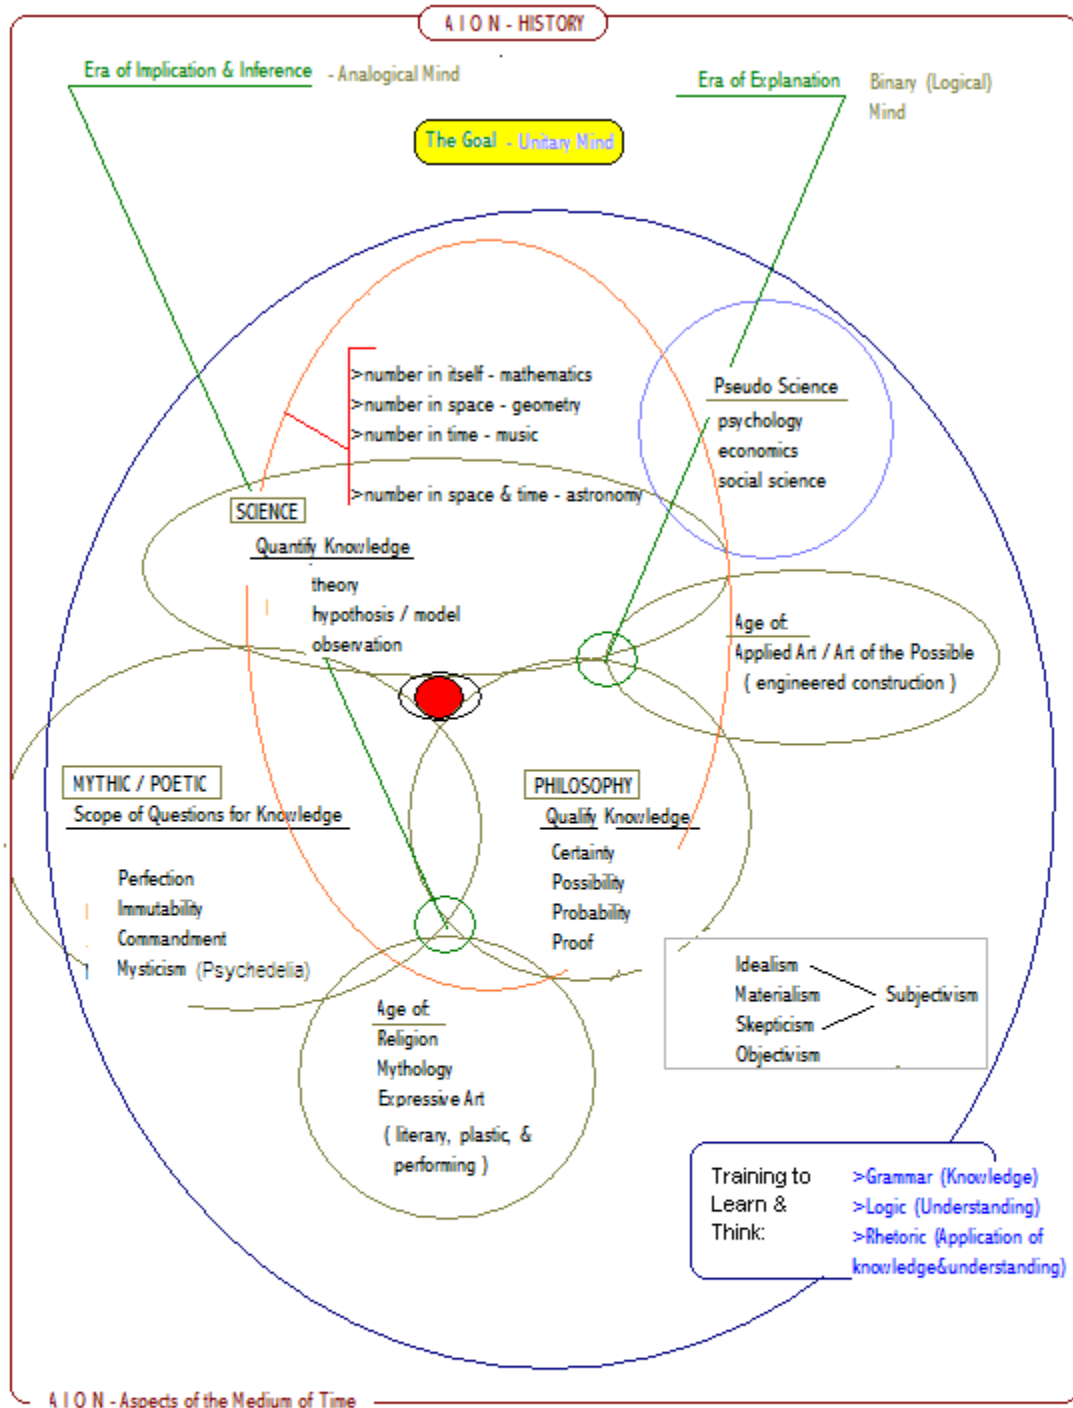 A I O N - HISTORY
Era of Implication & Inference - Analogical Mind
Era of Explanation
Binary (Logical)
Mind
The Goal - Unitary Mind
>number in itself - mathematics
>number in space - geometry
>number in time - music
>number in space & time - astronomy
Pseudo Science
psychology
economics
social science
SCIENCE
Quantify Knowledge
theory
hypothosis / model
observation
Age of:
Applied Art / Art of the Possible
( engineered construction )
MYTHIC / POETIC
Scope of Questions for Knowledge
Perfection
Immutability
Commandment
Mysticism (Psychedelia)
PHILOSOPHY
Qualify Knowledge
Certainty
Possibility
Probability
Proof
Idealism
Materialism
Skepticism
Objectivism
Subjectivism
Age of:
Religion
Mythology
Expressive Art
( literary, plastic, &
performing )
Training to
Learn &
Think:
>Grammar (Knowledge)
>Logic (Understanding)
>Rhetoric (Application of
knowledge&understanding)
A I O N - Aspects of the Medium of Time